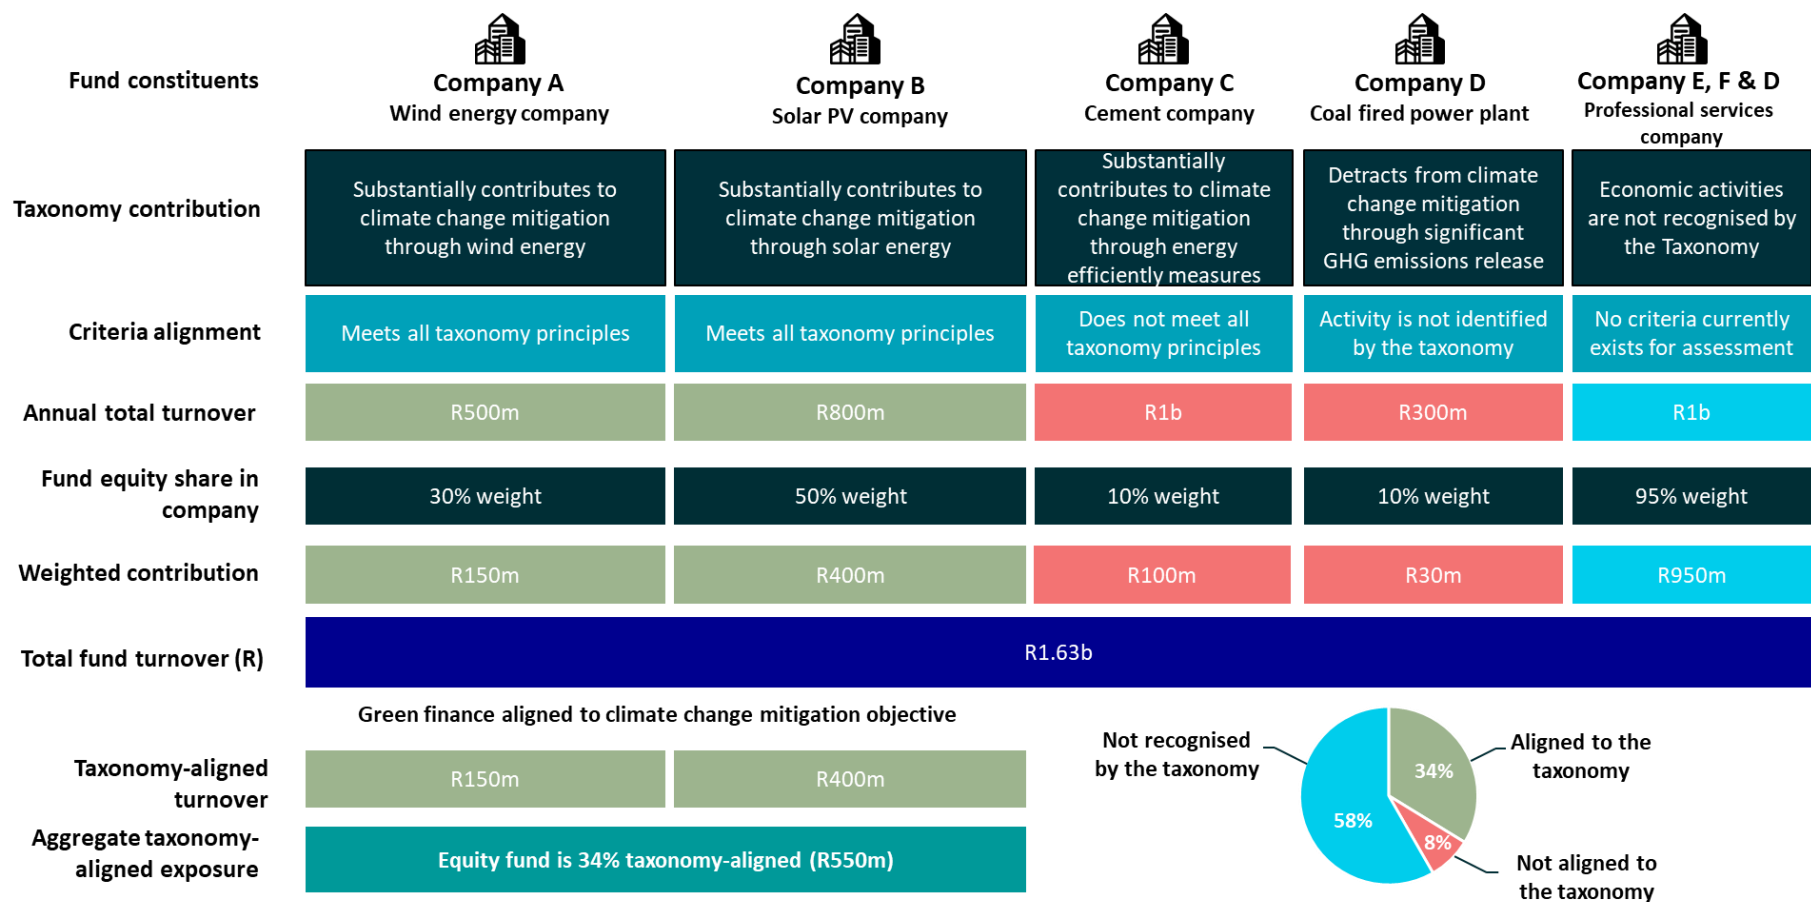 Fund constituents
Company A
Wind energy company
Company B
Solar PV company
Company C
Cement company
Company D
Coal fired power plant
Company E, F & D
Professional services
company
Taxonomy contribution
Substantially contributes to
climate change mitigation
through wind energy
Substantially contributes to
climate change mitigation
through solar energy
Substantially
contributes to climate
change mitigation
through energy
efficiently measures
Detracts from climate
change mitigation
through significant
GHG emissions release
Economic activities
are not recognised by
the Taxonomy
Criteria alignment
Meets all taxonomy principles
Meets all taxonomy principles
Does not meet all
taxonomy principles
Activity is not identified
by the taxonomy
No criteria currently
exists for assessment
Annual total turnover
R500m
R800m
R1b
R300m
R1b
Fund equity share in
company
30% weight
50% weight
10% weight
10% weight
95% weight
Weighted contribution
R150m
R400m
R100m
R30m
R950m
Total fund turnover (R)
R1.63b
Green finance aligned to climate change mitigation objective
Taxonomy-aligned
turnover
R150m
R400m
Aggregate taxonomy-
aligned exposure
Equity fund is 34% taxonomy-aligned (R550m)
Not recognised
by the taxonomy
Aligned to the
taxonomy
34%
58%
8%
Not aligned to
the taxonomy